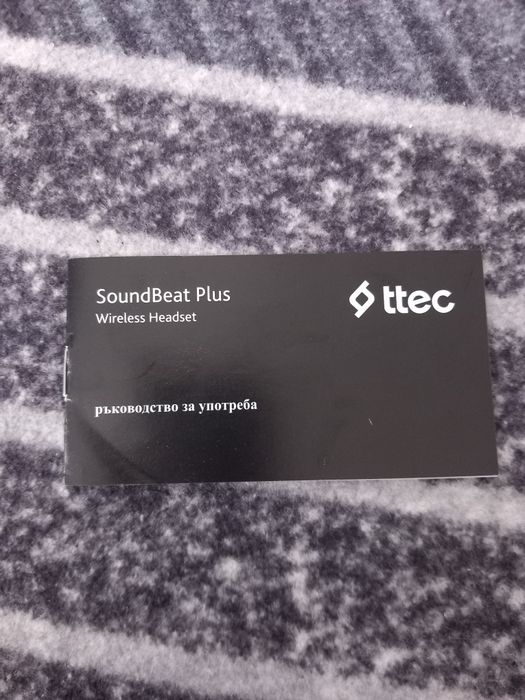 SoundBeat Plus
Wireless Headset
ttec
ръководство за употреба